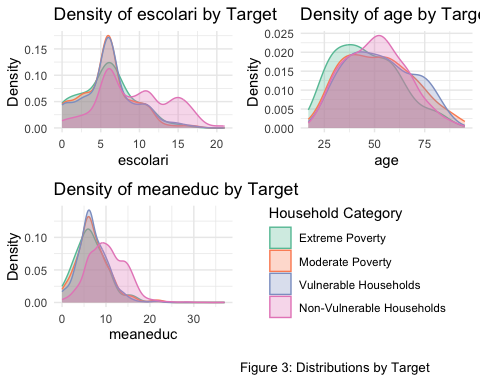 Density of escolari by Target
Density
0.15
0.10
0.05
0.00
0
5
10
15
20
escolari
Density of age by Targe
Density
0.025
0.020
0.015
0.010
0.005
0.000
25
50
75
age
Density of meaneduc by Target
Density
0.10
0.05
0.00
0
10
20
30
meaneduc
Household Category
Extreme Poverty
Moderate Poverty
Vulnerable Households
Non-Vulnerable Households
Figure 3: Distributions by Target